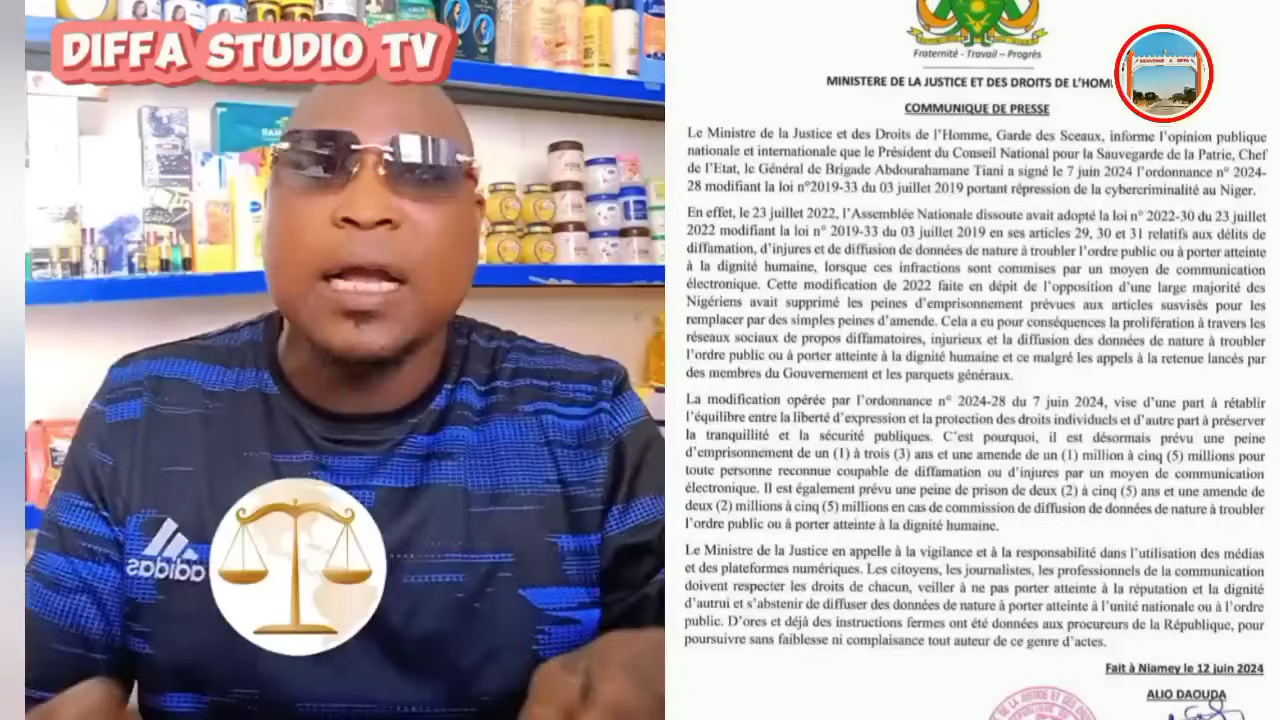 DIFFA STUDIO TV
adidas
Fraternité - Travail – Progrès
BIENVENUE A DIFFA
MINISTERE DE LA JUSTICE ET DES DROITS DE L'HOM
COMMUNIQUE DE PRESSE
Le Ministre de la Justice et des Droits de l'Homme, Garde des Sceaux, informe l'opinion publique
nationale et internationale que le Président du Conseil National pour la Sauvegarde de la Patrie, Chef
de l'Etat, le Général de Brigade Abdourahamane Tiani a signé le 7 juin 2024 l'ordonnance n° 2024-
28 modifiant la loi n°2019-33 du 03 juillet 2019 portant répression de la cybercriminalité au Niger.
En effet, le 23 juillet 2022, l'Assemblée Nationale dissoute avait adopté la loi n° 2022-30 du 23 juillet
2022 modifiant la loi n° 2019-33 du 03 juillet 2019 en ses articles 29, 30 et 31 relatifs aux délits de
diffamation, d'injures et de diffusion de données de nature à troubler l'ordre public ou à porter atteinte
à la dignité humaine, lorsque ces infractions sont commises par un moyen de communication
électronique. Cette modification de 2022 faite en dépit de l'opposition d'une large majorité des
Nigériens avait supprimé les peines d'emprisonnement prévues aux articles susvisés pour les
remplacer par des simples peines d'amende. Cela a eu pour conséquences la prolifération à travers les
réseaux sociaux de propos diffamatoires, injurieux et la diffusion des données de nature à troubler
l'ordre public ou à porter atteinte à la dignité humaine et ce malgré les appels à la retenue lancés par
des membres du Gouvernement et les parquets généraux.
La modification opérée par l'ordonnance n° 2024-28 du 7 juin 2024, vise d'une part à rétablir
l'équilibre entre la liberté d'expression et la protection des droits individuels et d'autre part à préserver
la tranquillité et la sécurité publiques. C'est pourquoi, il est désormais prévu une peine
d'emprisonnement de un (1) à trois (3) ans et une amende de un (1) million à cinq (5) millions pour
toute personne reconnue coupable de diffamation ou d'injures par un moyen de communication
électronique. Il est également prévu une peine de prison de deux (2) à cinq (5) ans et une amende de
deux (2) millions à cinq (5) millions en cas de commission de diffusion de données de nature à troubler
l'ordre public ou à porter atteinte à la dignité humaine.
Le Ministre de la Justice en appelle à la vigilance et à la responsabilité dans l'utilisation des médias
et des plateformes numériques. Les citoyens, les journalistes, les professionnels de la communication
doivent respecter les droits de chacun, veiller à ne pas porter atteinte à la réputation et la dignité
d'autrui et s'abstenir de diffuser des données de nature à porter atteinte à l'unité nationale ou à l'ordre
public. D'ores et déjà des instructions fermes ont été données aux procureurs de la République, pour
poursuivre sans faiblesse ni complaisance tout auteur de ce genre d'actes.
Fait à Niamey le 12 juin 2024
ALIO DAOUDA